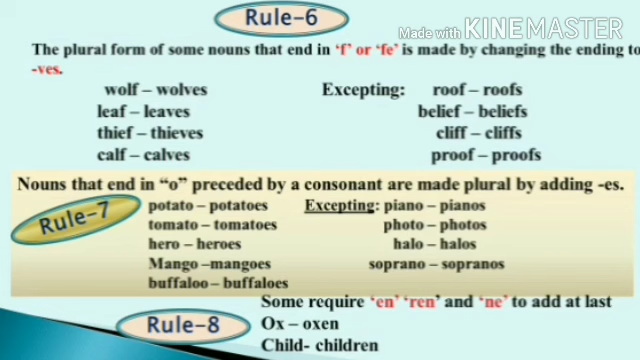 Rule-6
Made with KINEMASTER
The plural form of some nouns that end in ‘f’ or ‘fe’ is made by changing the ending to
-ves.
wolf – wolves Excepting: roof – roofs
leaf – leaves belief – beliefs
thief – thieves cliff – cliffs
calf – calves proof – proofs
Nouns that end in “o” preceded by a consonant are made plural by adding -es.
Rule-7
potato – potatoes Excepting: piano – pianos
tomato – tomatoes photo – photos
hero – heroes halo – halos
Mango –mangoes soprano – sopranos
buffaloo – buffaloes
Some require ‘en’ ‘ren’ and ‘ne’ to add at last
Rule-8
Ox – oxen
Child- children